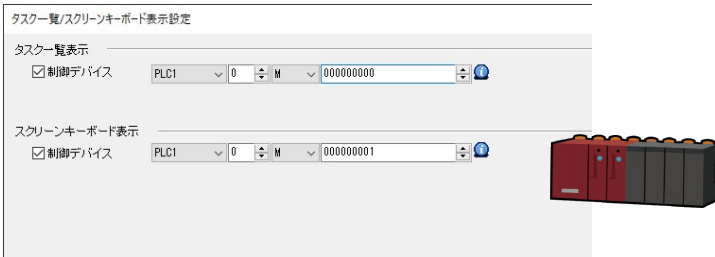 タスク一覧/スクリーンキーボード表示設定
タスク一覧表示
制御デバイス PLC1 0 M 000000000
スクリーンキーボード表示
制御デバイス PLC1 0 M 000000001